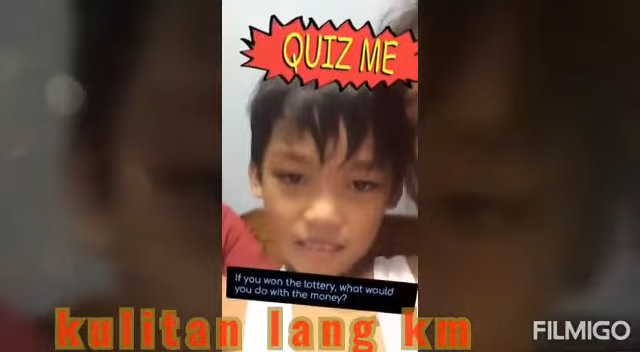 QUIZ ME
If you won the lottery, what would
you do with the money?
kulitan lang km
FILMIGO